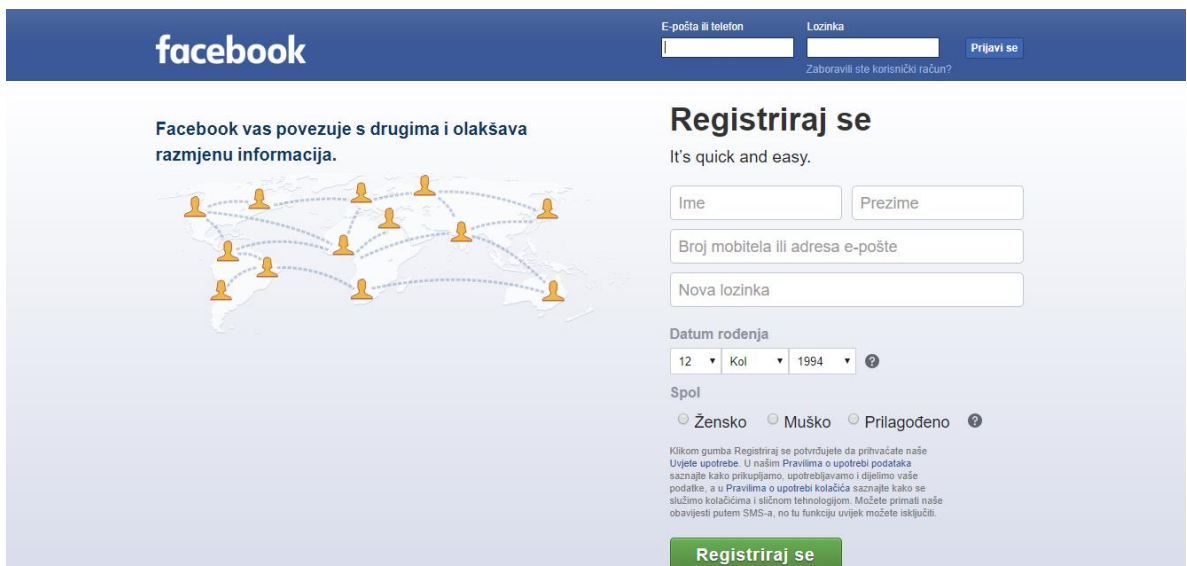 facebook
E-pošta ili telefon
Lozinka
Prijavi se
Zaboravili ste korisnički račun?
Facebook vas povezuje s drugima i olakšava
razmjenu informacija.
Registriraj se
It's quick and easy.
Ime
Prezime
Broj mobitela ili adresa e-pošte
Nova lozinka
Datum rođenja
12 Kol 1994 ?
Spol
Žensko Muško Prilagođeno ?
Klikom gumba Registriraj se potvrđujete da prihvaćate naše
Uvjete upotrebe. U našim Pravilima o upotrebi podataka
saznajte kako prikupljamo, upotrebljavamo i dijelimo vaše
podatke, a u Pravilima o upotrebi kolačića saznajte kako se
služimo kolačićima i sličnom tehnologijom. Možete primati naše
obavijesti putem SMS-a, no tu funkciju uvijek možete isključiti.
Registriraj se